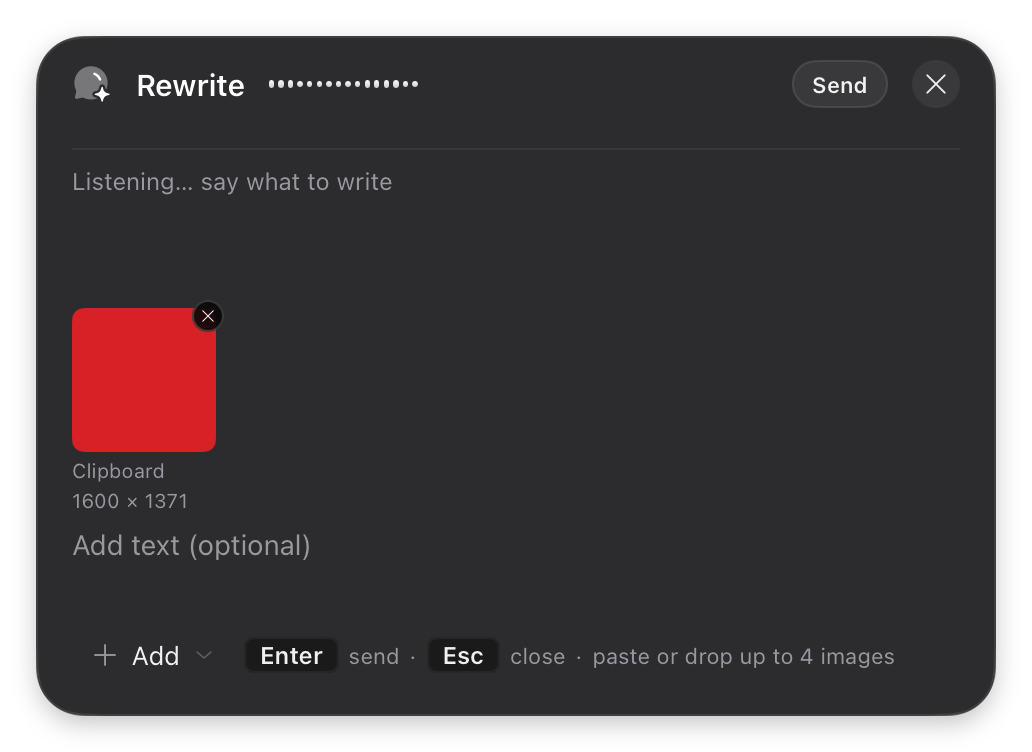 Rewrite
Send
Listening... say what to write
Clipboard
1600 × 1371
Add text (optional)
Add Enter send · Esc close · paste or drop up to 4 images